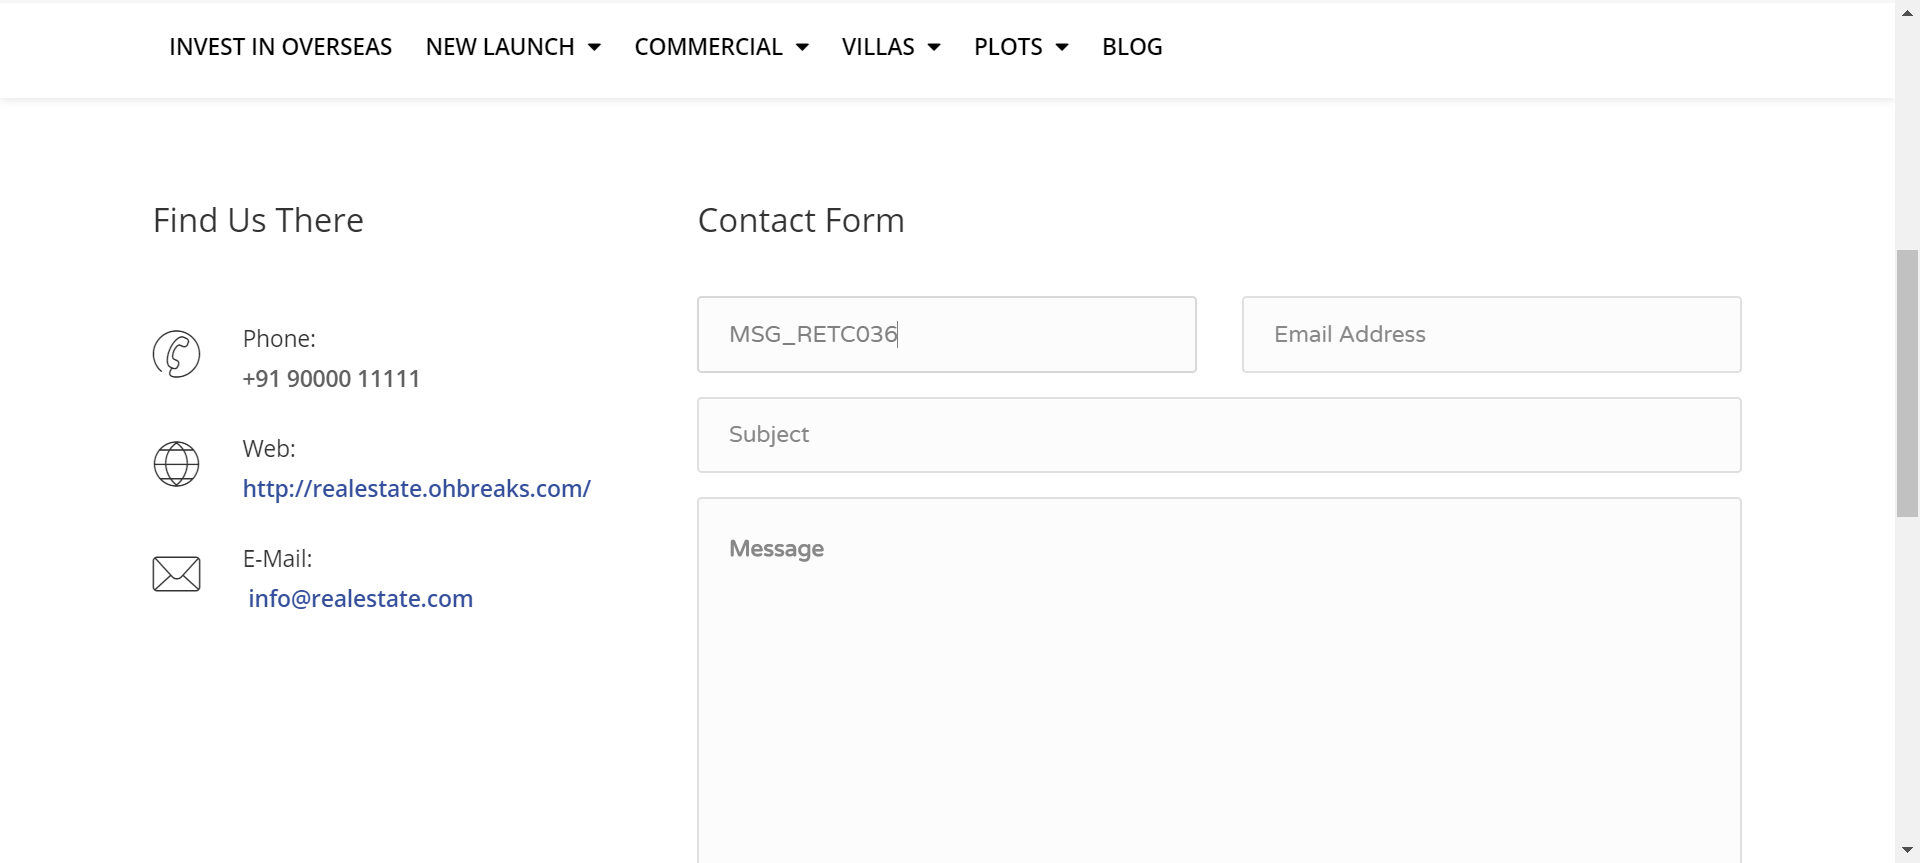 INVEST IN OVERSEAS NEW LAUNCH COMMERCIAL VILLAS PLOTS BLOG
Find Us There
Phone:
+91 90000 11111
Web:
http://realestate.ohbreaks.com/
E-Mail:
info@realestate.com
Contact Form
MSG_RETC036
Email Address
Subject
Message